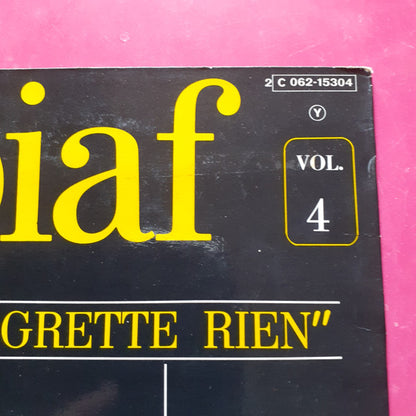 2 C 062-15304
Y
piaf
VOL.
4
GRETTE RIEN"